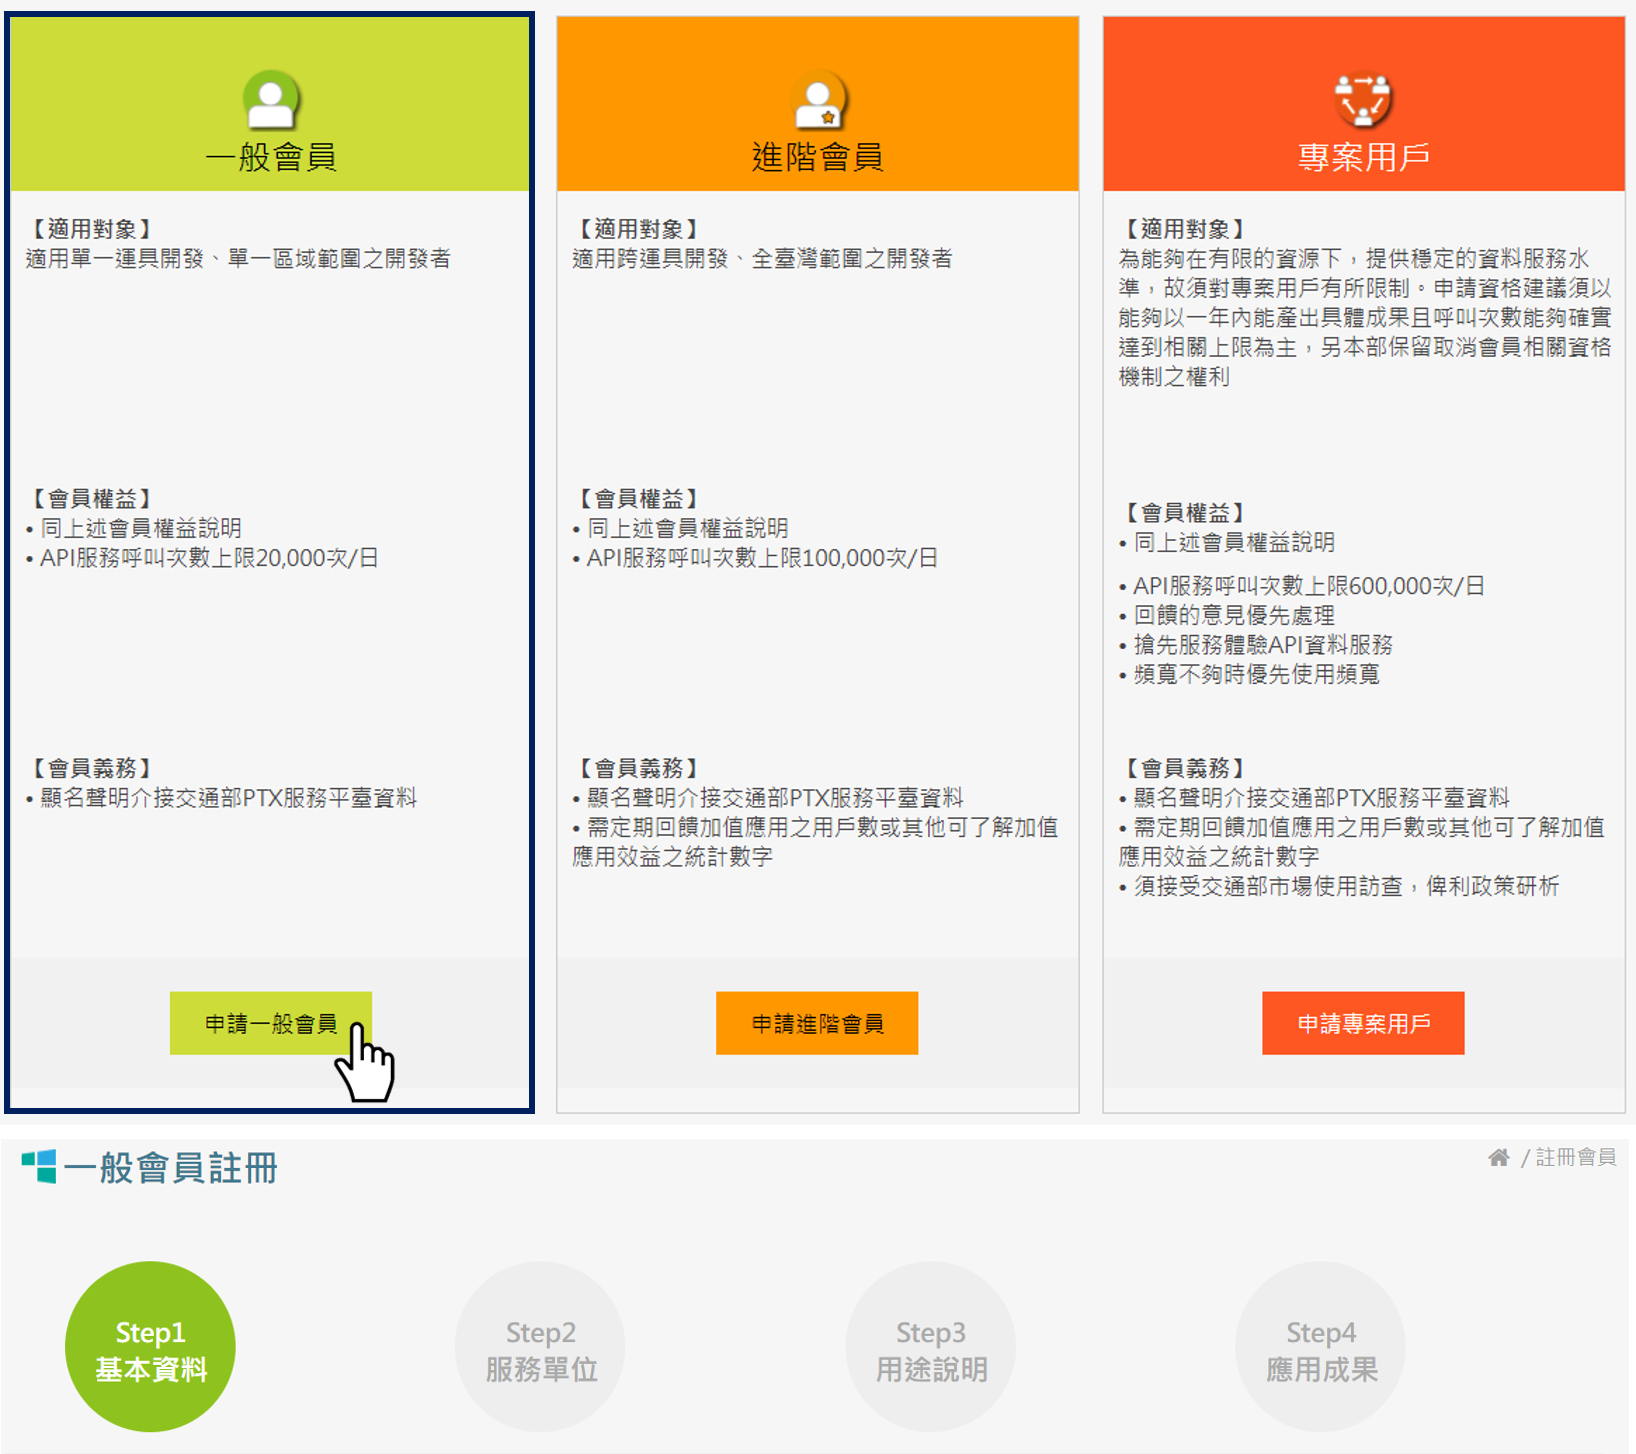 一般會員
【適用對象】
適用單一運具開發、單一區域範圍之開發者
【會員權益】
• 同上述會員權益說明
• API服務呼叫次數上限20,000次/日
【會員義務】
• 顯名聲明介接交通部PTX服務平臺資料
申請一般會員
進階會員
【適用對象】
適用跨運具開發、全臺灣範圍之開發者
【會員權益】
• 同上述會員權益說明
• API服務呼叫次數上限100,000次/日
【會員義務】
• 顯名聲明介接交通部PTX服務平臺資料
• 需定期回饋加值應用之用戶數或其他可了解加值
應用效益之統計數字
申請進階會員
專案用戶
【適用對象】
為能夠在有限的資源下，提供穩定的資料服務水
準，故須對專案用戶有所限制。申請資格建議須以
能夠以一年內能產出具體成果且呼叫次數能夠確實
達到相關上限為主，另本部保留取消會員相關資格
機制之權利
【會員權益】
• 同上述會員權益說明
• API服務呼叫次數上限600,000次/日
• 回饋的意見優先處理
• 搶先服務體驗API資料服務
• 頻寬不夠時優先使用頻寬
【會員義務】
• 顯名聲明介接交通部PTX服務平臺資料
• 需定期回饋加值應用之用戶數或其他可了解加值
應用效益之統計數字
• 須接受交通部市場使用訪查，俾利政策研析
申請專案用戶
一般會員註冊
/ 註冊會員
Step1
基本資料
Step2
服務單位
Step3
用途說明
Step4
應用成果